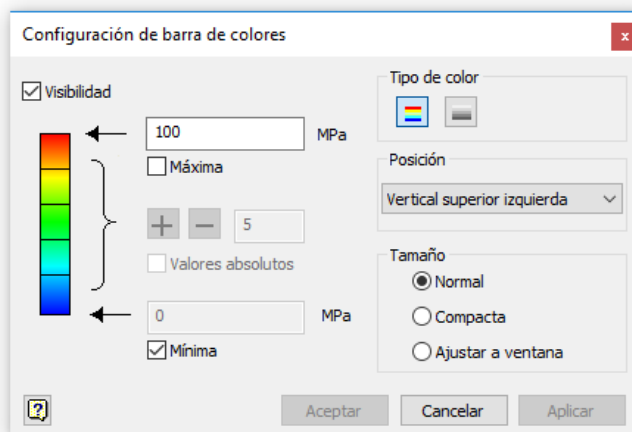 Configuración de barra de colores
x
Visibilidad
100 MPa
Máxima
+ − 5
Valores absolutos
0 MPa
Mínima
Tipo de color
Posición
Vertical superior izquierda
Tamaño
Normal
Compacta
Ajustar a ventana
?
Aceptar Cancelar Aplicar